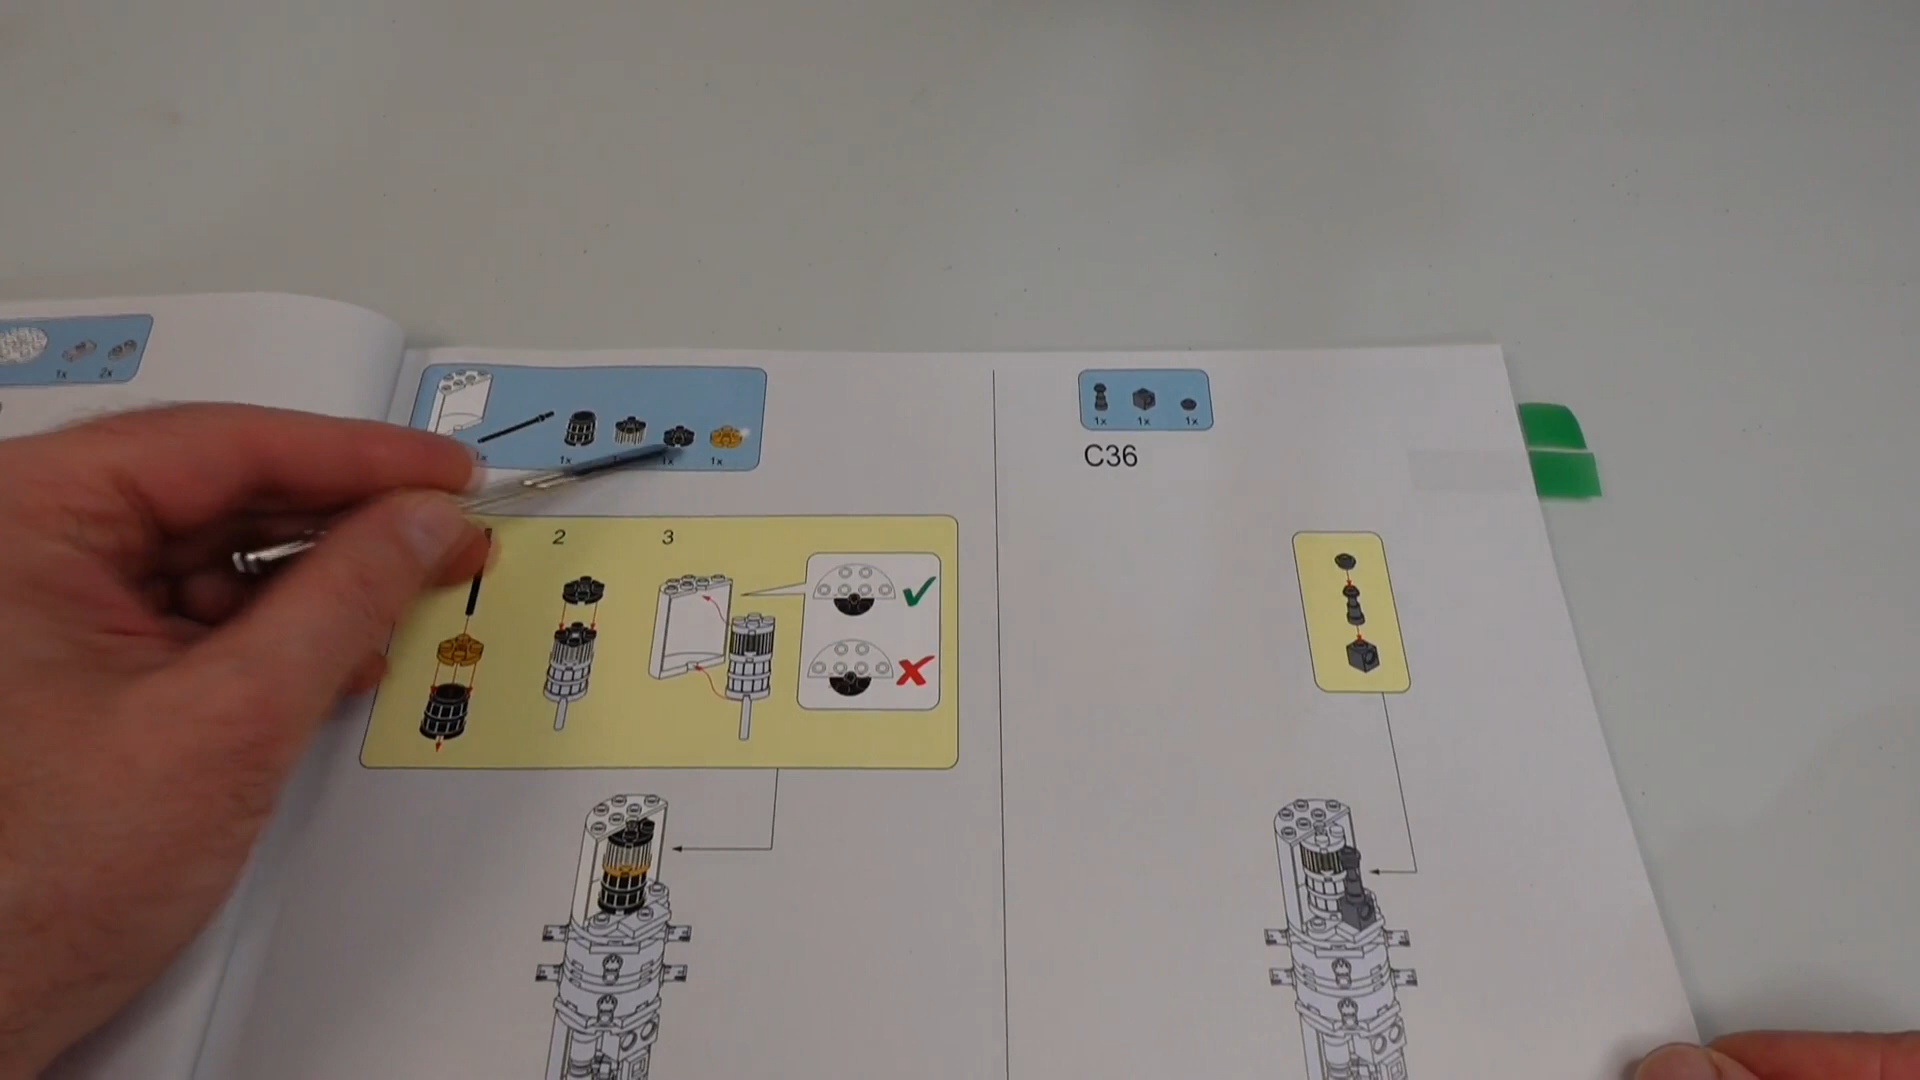 1x 2x
1x 1x 1x 1x
2 3
1x 1x 1x
C36